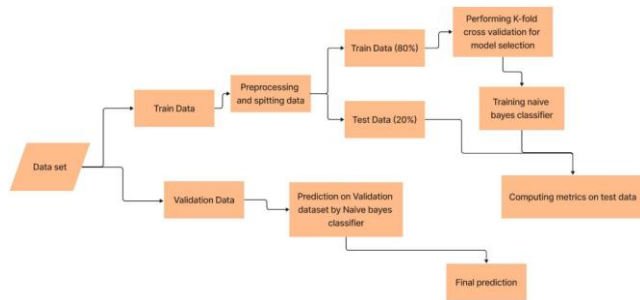 Performing K-fold
cross validation for
model selection
Train Data (80%)
Preprocessing
and spitting data
Train Data
Training naive
bayes classifier
Test Data (20%)
Data set
Validation Data
Prediction on Validation
dataset by Naive bayes
classifier
Computing metrics on test data
Final prediction